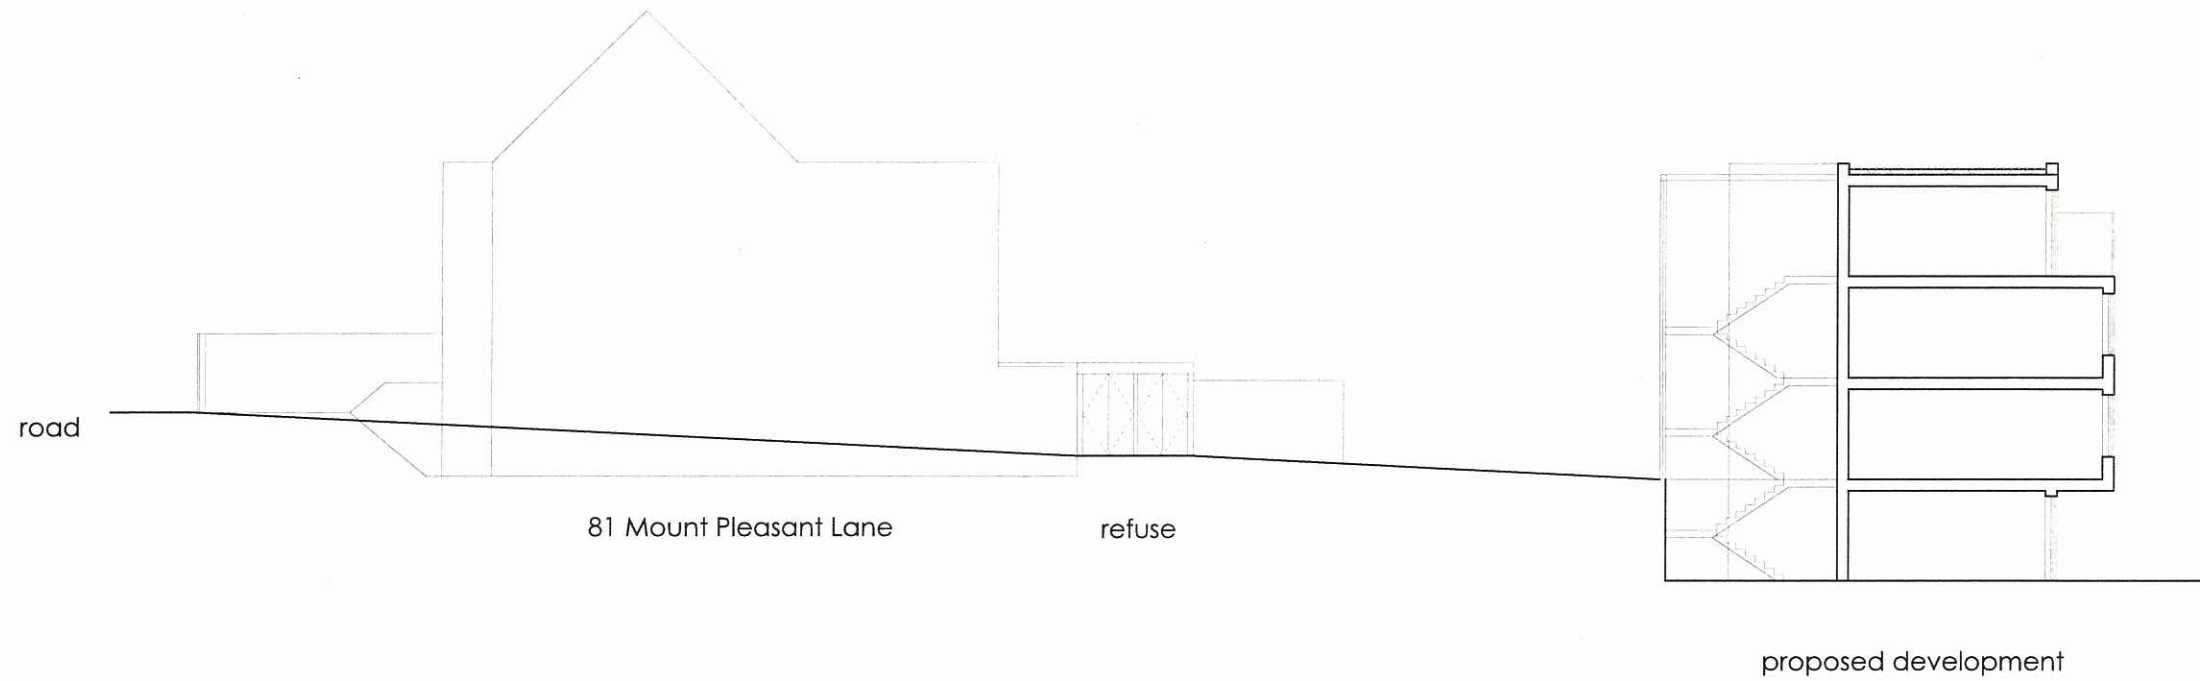 road
81 Mount Pleasant Lane
refuse
proposed development